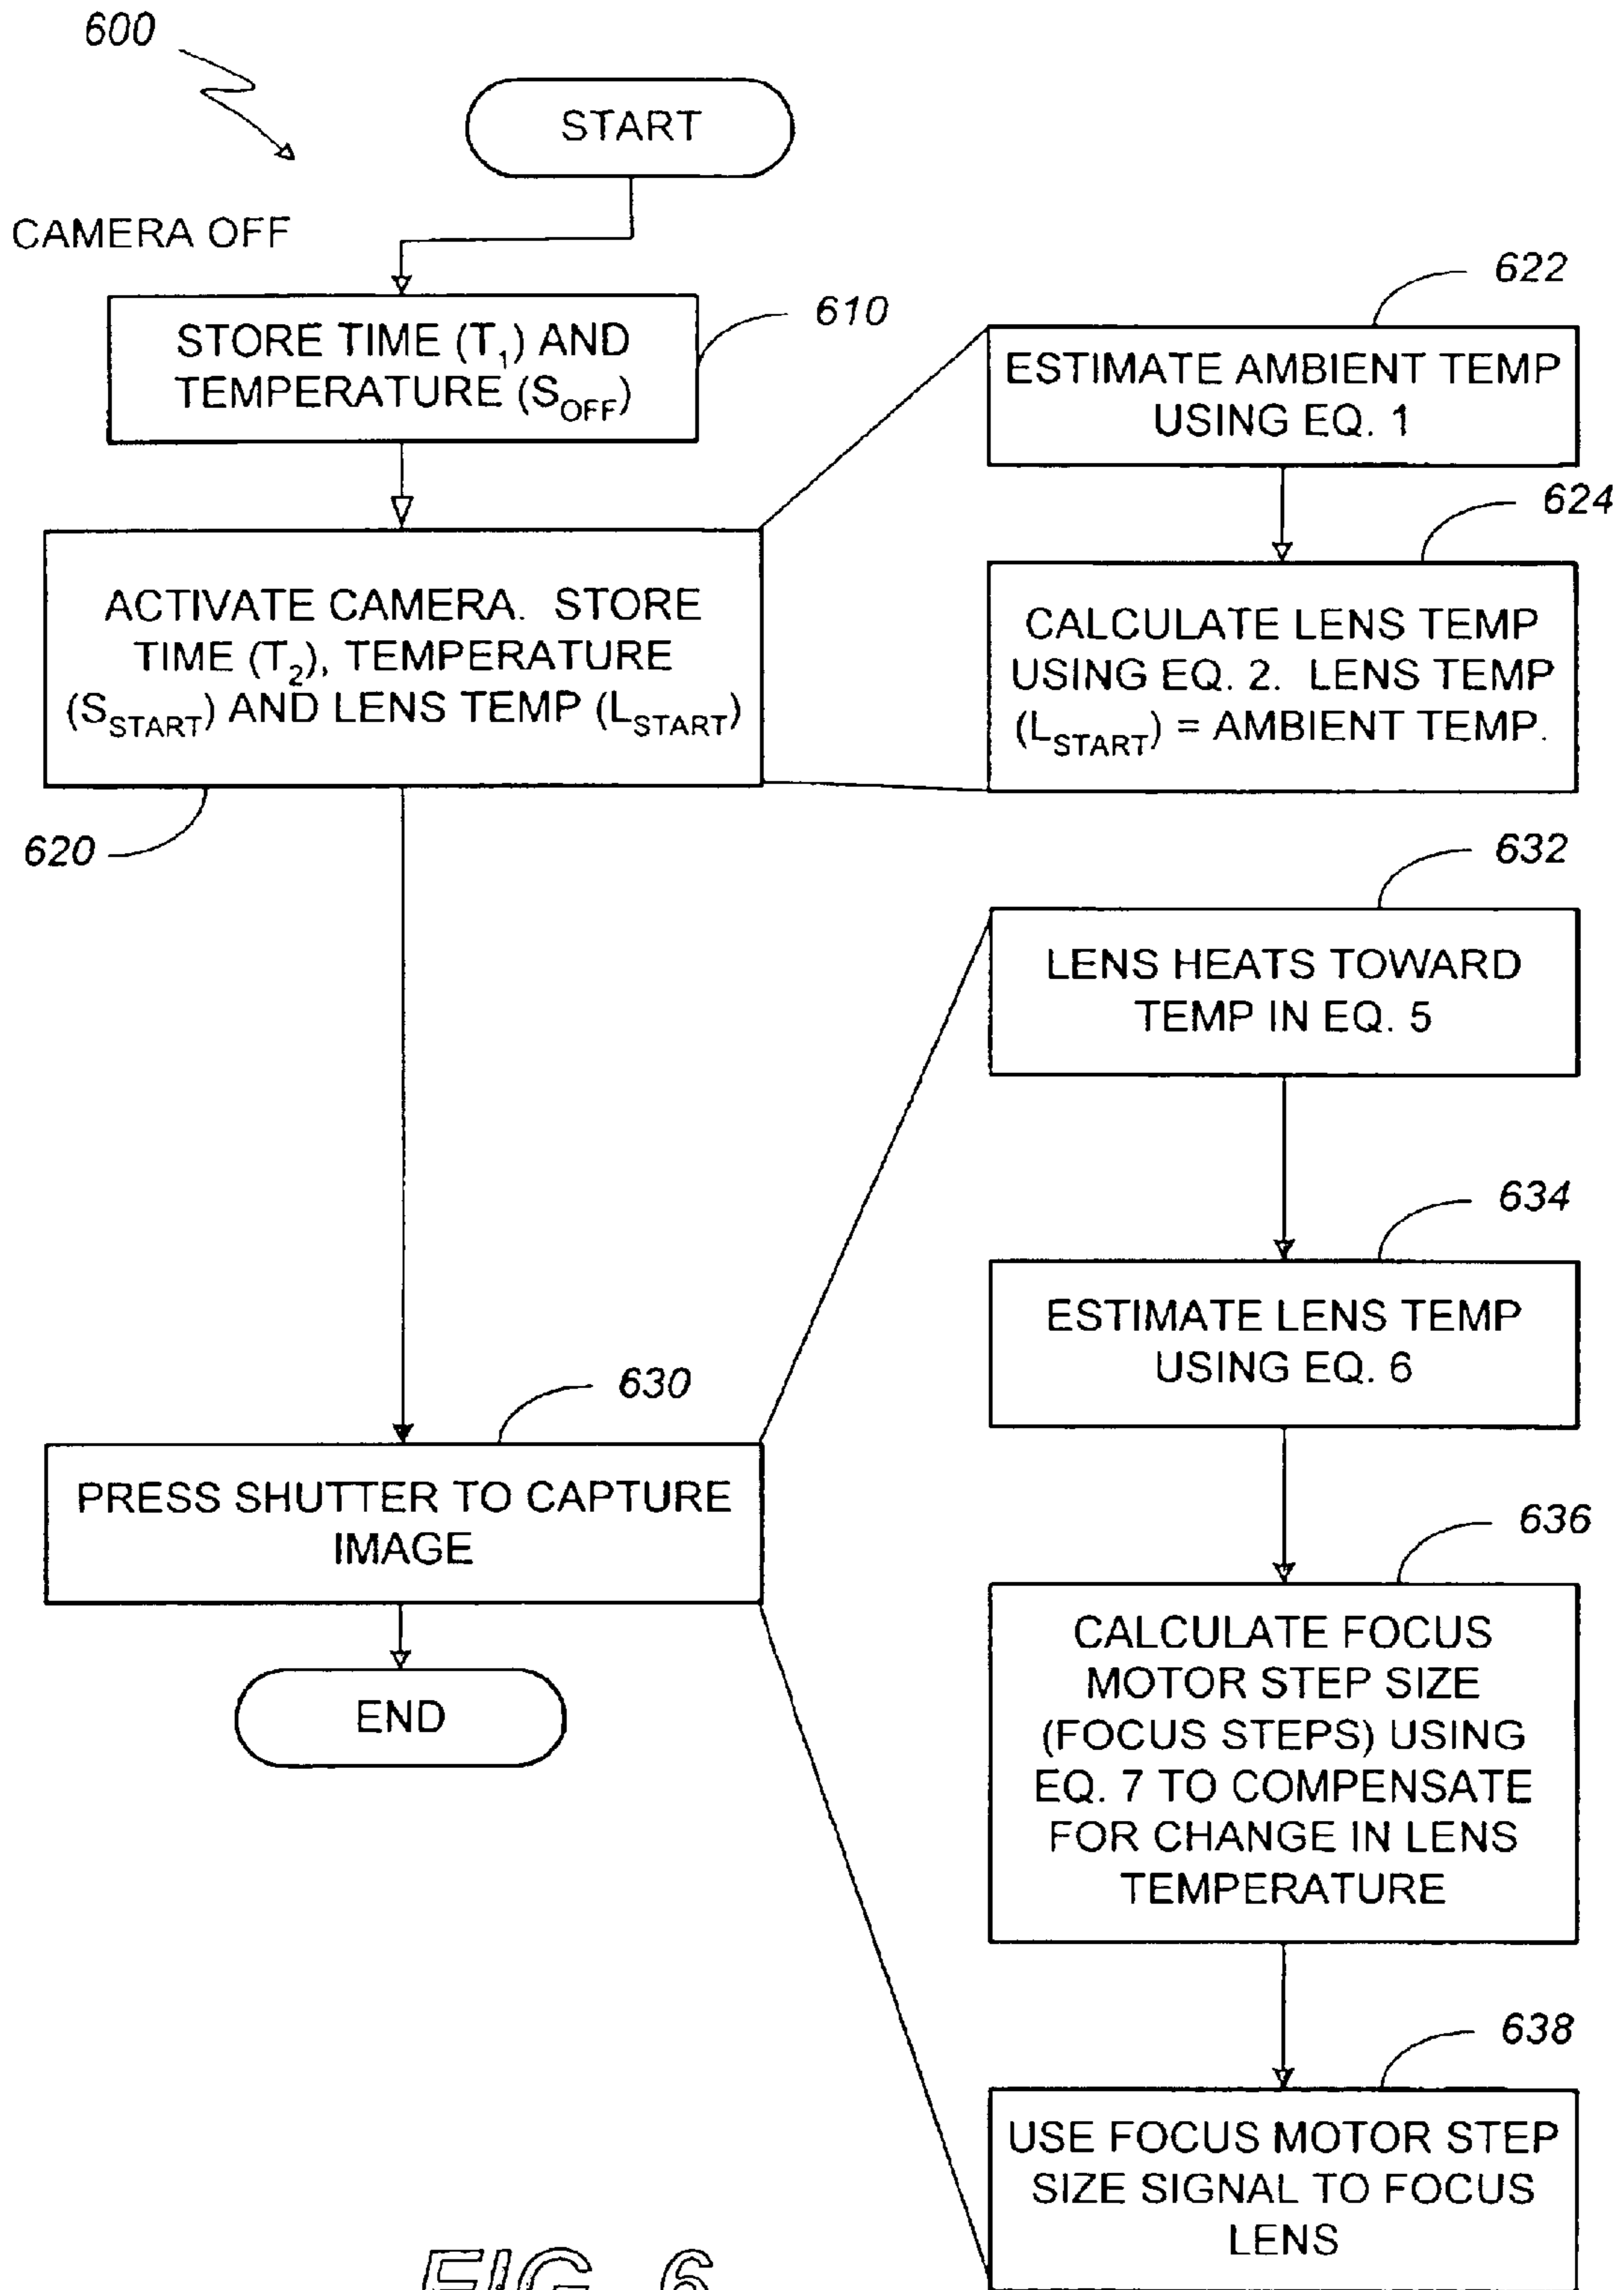 600
START
CAMERA OFF
610
STORE TIME (T1) AND
TEMPERATURE (SOFF)
620
ACTIVATE CAMERA. STORE
TIME (T2), TEMPERATURE
(SSTART) AND LENS TEMP (LSTART)
622
ESTIMATE AMBIENT TEMP
USING EQ. 1
624
CALCULATE LENS TEMP
USING EQ. 2. LENS TEMP
(LSTART) = AMBIENT TEMP.
630
PRESS SHUTTER TO CAPTURE
IMAGE
END
632
LENS HEATS TOWARD
TEMP IN EQ. 5
634
ESTIMATE LENS TEMP
USING EQ. 6
636
CALCULATE FOCUS
MOTOR STEP SIZE
(FOCUS STEPS) USING
EQ. 7 TO COMPENSATE
FOR CHANGE IN LENS
TEMPERATURE
638
USE FOCUS MOTOR STEP
SIZE SIGNAL TO FOCUS
LENS
FIG. 6